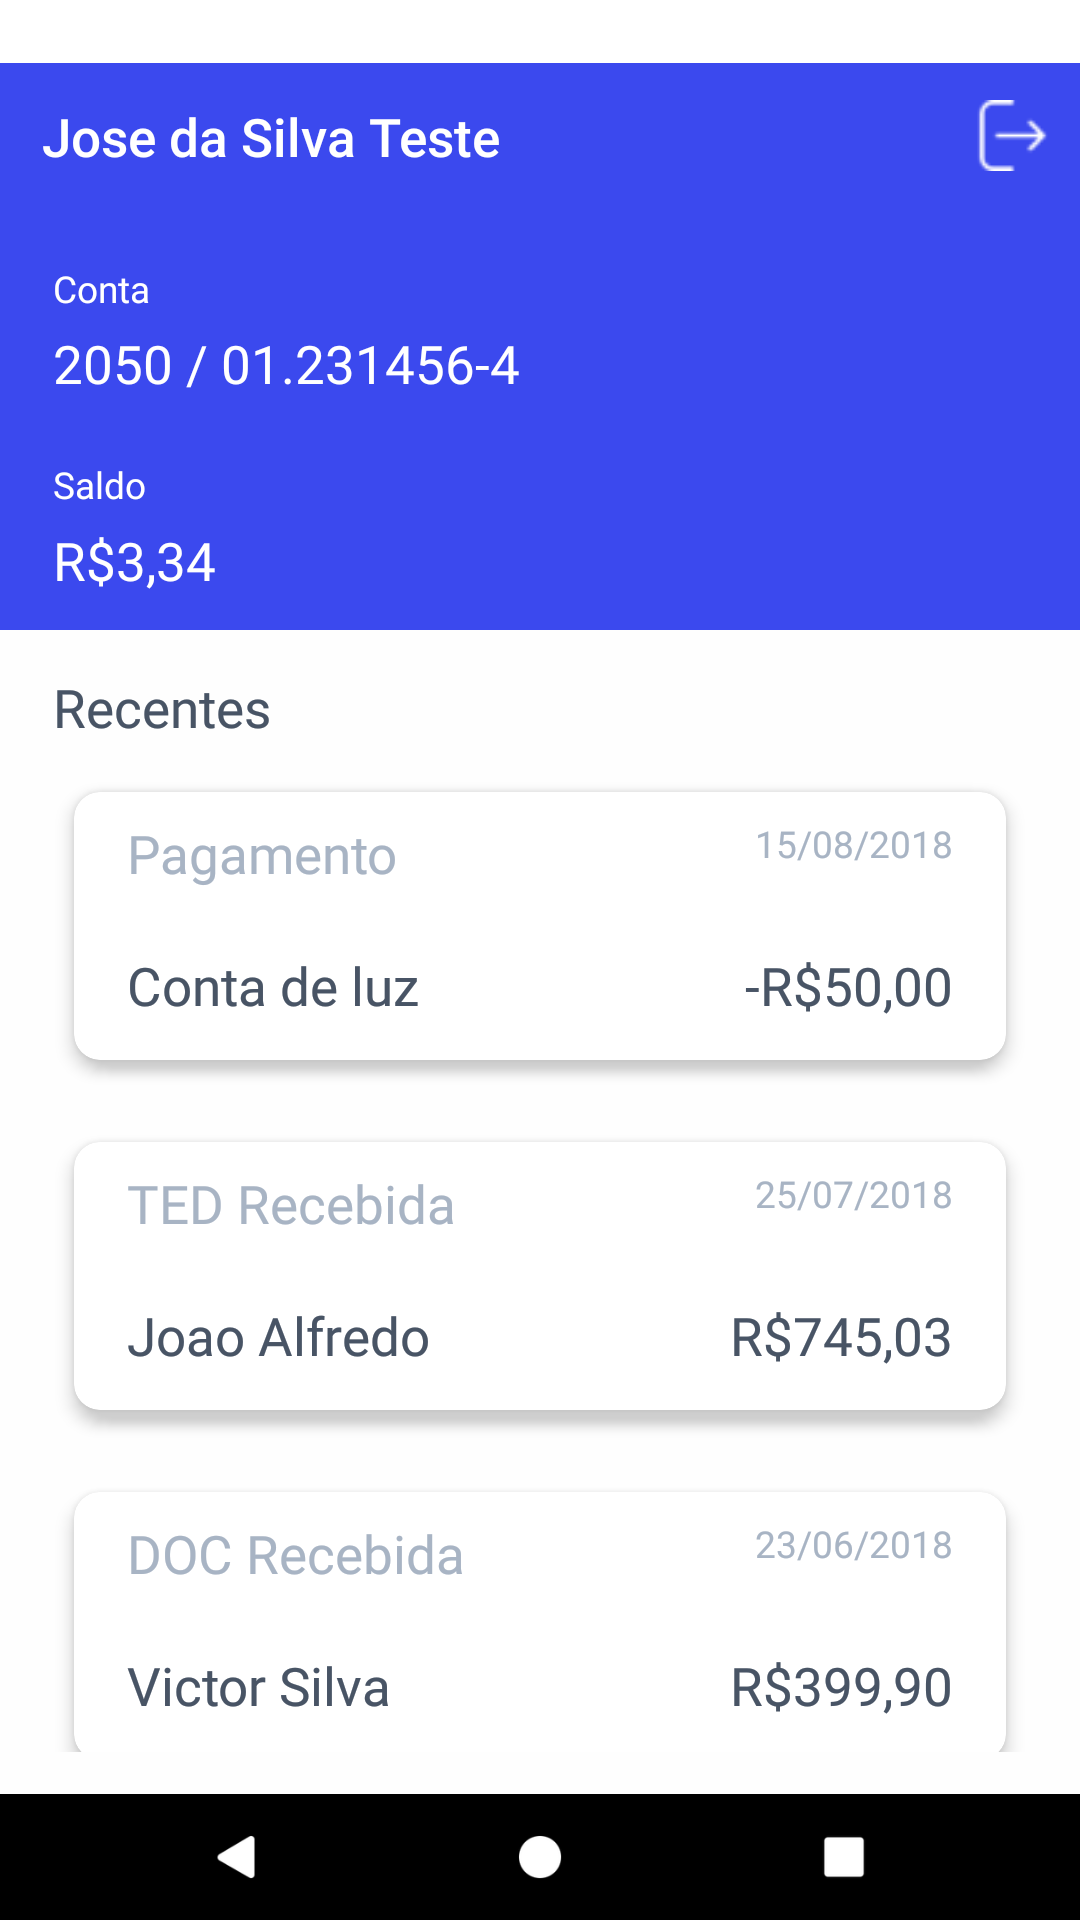 Jose da Silva Teste
Conta
2050 / 01.231456-4
Saldo
R$3,34
Recentes
Pagamento 15/08/2018
Conta de luz -R$50,00
TED Recebida 25/07/2018
Joao Alfredo R$745,03
DOC Recebida 23/06/2018
Victor Silva R$399,90